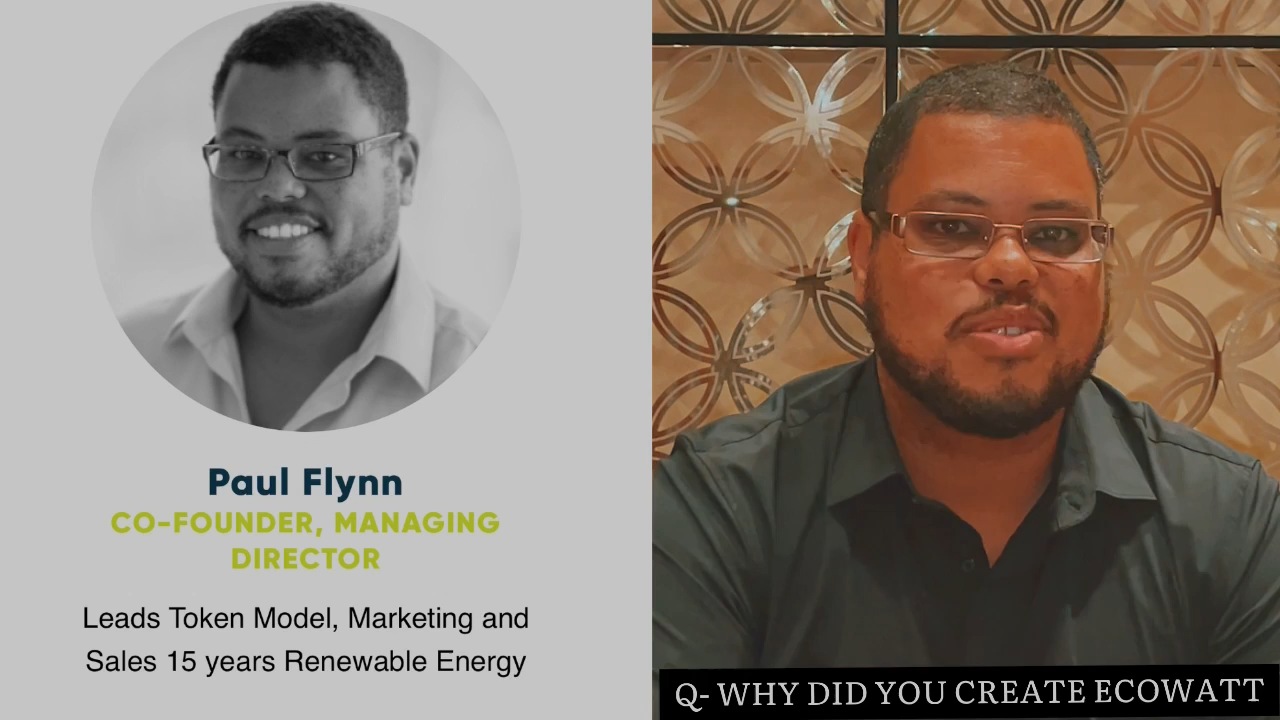 Paul Flynn
CO-FOUNDER, MANAGING
DIRECTOR
Leads Token Model, Marketing and
Sales 15 years Renewable Energy
Q- WHY DID YOU CREATE ECOWATT